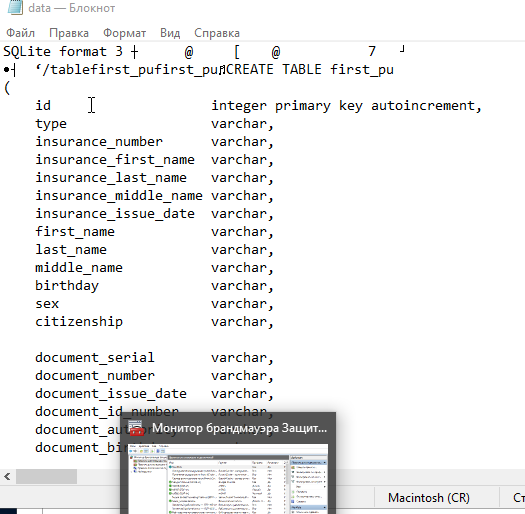 data — Блокнот
Файл Правка Формат Вид Справка
SQLite format 3 @ [ @ 7
‘/tablefirst_pufirst_pu CREATE TABLE first_pu
(
id integer primary key autoincrement,
type varchar,
insurance_number varchar,
insurance_first_name varchar,
insurance_last_name varchar,
insurance_middle_name varchar,
insurance_issue_date varchar,
first_name varchar,
last_name varchar,
middle_name varchar,
birthday varchar,
sex varchar,
citizenship varchar,
document_serial varchar,
document_number varchar,
document_issue_date varchar,
document_id_number varchar,
document_au
document_bi
Монитор брандмауэра Защит...
Macintosh (CR)
Ст